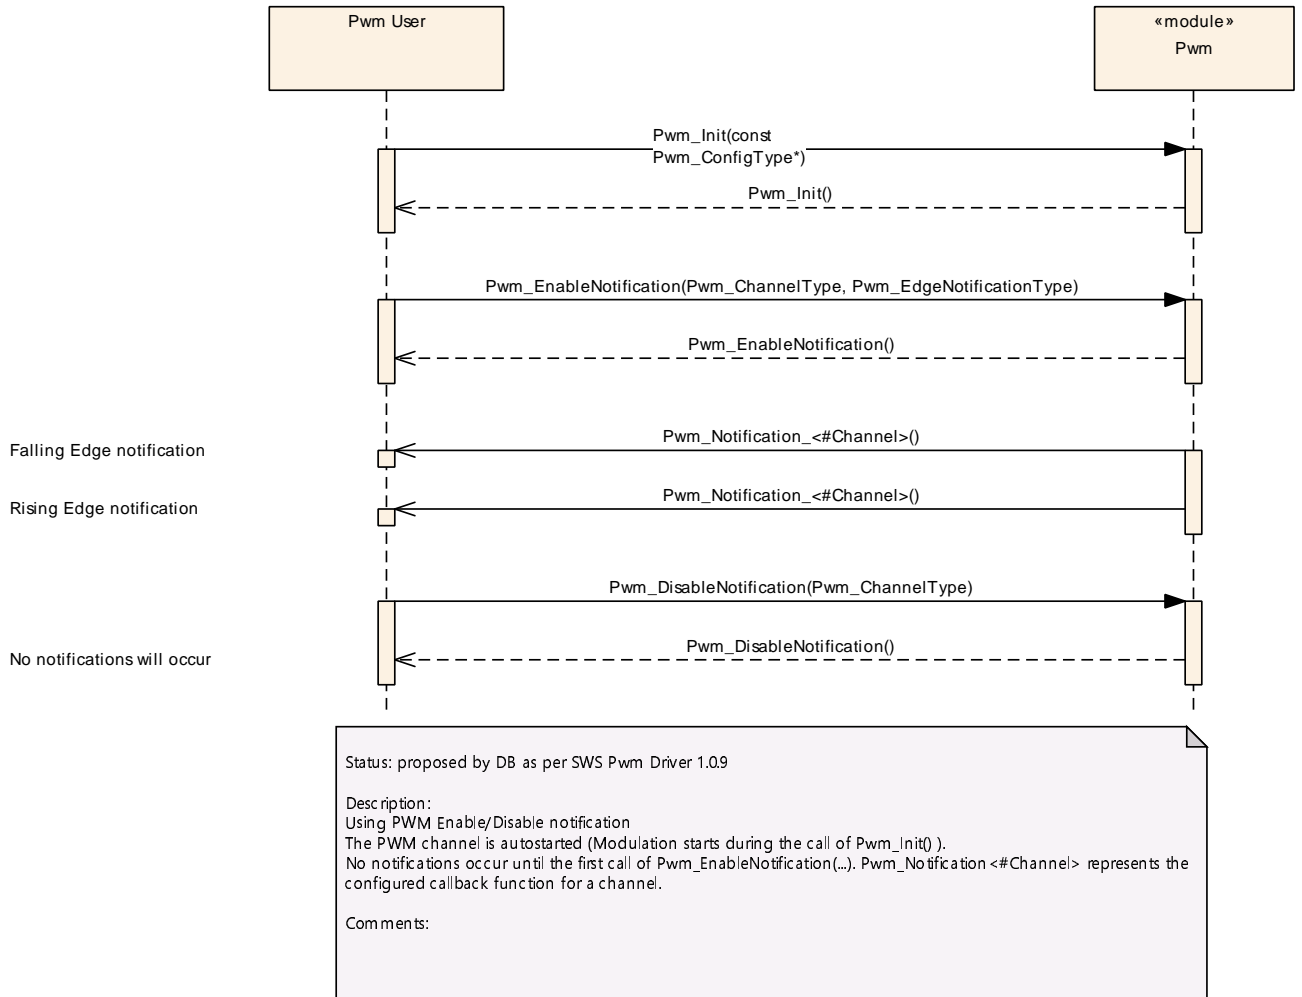 Pwm User
«module»
Pwm
Pwm_Init(const
Pwm_ConfigType*)
Pwm_Init()
Pwm_EnableNotification(Pwm_ChannelType, Pwm_EdgeNotificationType)
Pwm_EnableNotification()
Pwm_Notification_<#Channel>()
Falling Edge notification
Pwm_Notification_<#Channel>()
Rising Edge notification
Pwm_DisableNotification(Pwm_ChannelType)
Pwm_DisableNotification()
No notifications will occur
Status: proposed by DB as per SWS Pwm Driver 1.0.9
Description:
Using PWM Enable/Disable notification
The PWM channel is autostarted (Modulation starts during the call of Pwm_Init() ).
No notifications occur until the first call of Pwm_EnableNotification(...). Pwm_Notification<#Channel> represents the
configured callback function for a channel.
Comments: